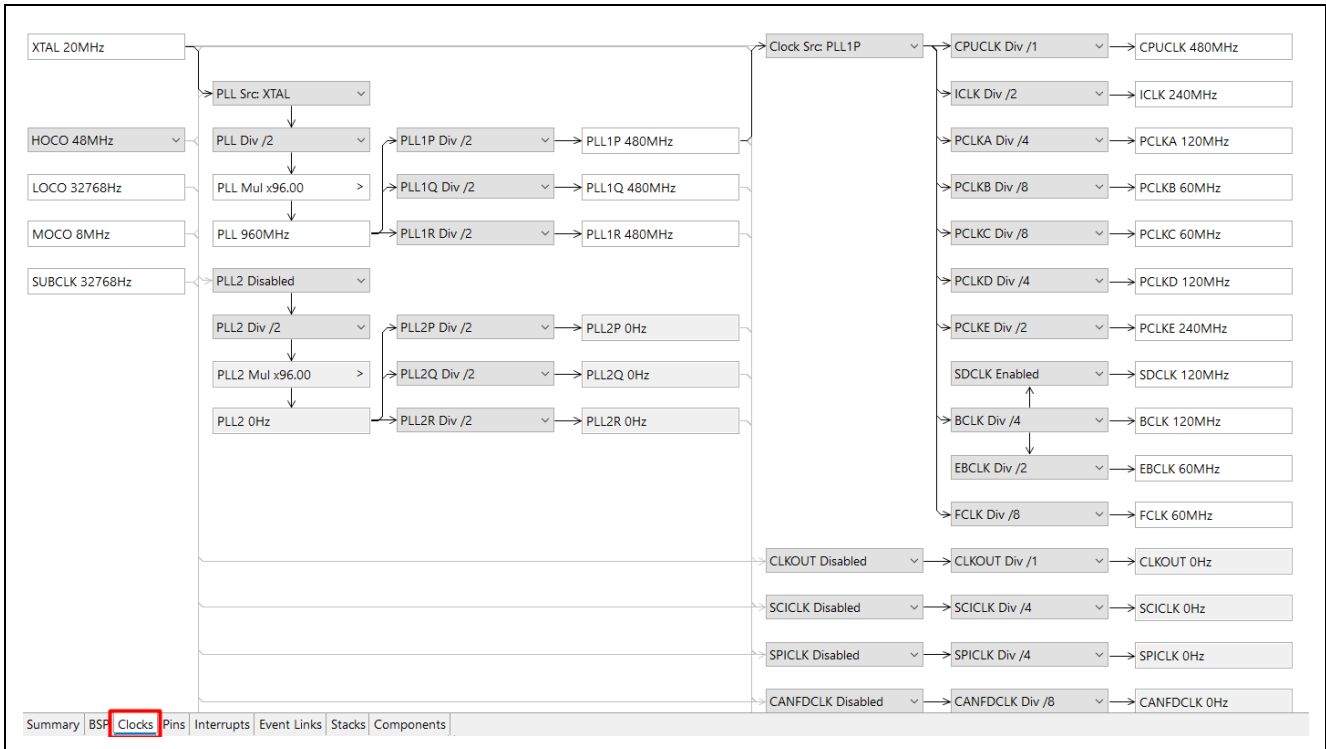 XTAL 20MHz
Clock Src: PLL1P
CPUCLK Div /1
CPUCLK 480MHz
PLL Src: XTAL
ICLK Div /2
ICLK 240MHz
HOCO 48MHz
PLL Div /2
PLL1P Div /2
PLL1P 480MHz
PCLKA Div /4
PCLKA 120MHz
LOCO 32768Hz
PLL Mul x96.00 >
PLL1Q Div /2
PLL1Q 480MHz
PCLKB Div /8
PCLKB 60MHz
MOCO 8MHz
PLL 960MHz
PLL1R Div /2
PLL1R 480MHz
PCLKC Div /8
PCLKC 60MHz
SUBCLK 32768Hz
PLL2 Disabled
PCLKD Div /4
PCLKD 120MHz
PLL2 Div /2
PLL2P Div /2
PLL2P 0Hz
PCLKE Div /2
PCLKE 240MHz
PLL2 Mul x96.00 >
PLL2Q Div /2
PLL2Q 0Hz
SDCLK Enabled
SDCLK 120MHz
PLL2 0Hz
PLL2R Div /2
PLL2R 0Hz
BCLK Div /4
BCLK 120MHz
EBCLK Div /2
EBCLK 60MHz
FCLK Div /8
FCLK 60MHz
CLKOUT Disabled
CLKOUT Div /1
CLKOUT 0Hz
SCICLK Disabled
SCICLK Div /4
SCICLK 0Hz
SPICLK Disabled
SPICLK Div /4
SPICLK 0Hz
CANFDCLK Disabled
CANFDCLK Div /8
CANFDCLK 0Hz
Summary BSP Clocks Pins Interrupts Event Links Stacks Components